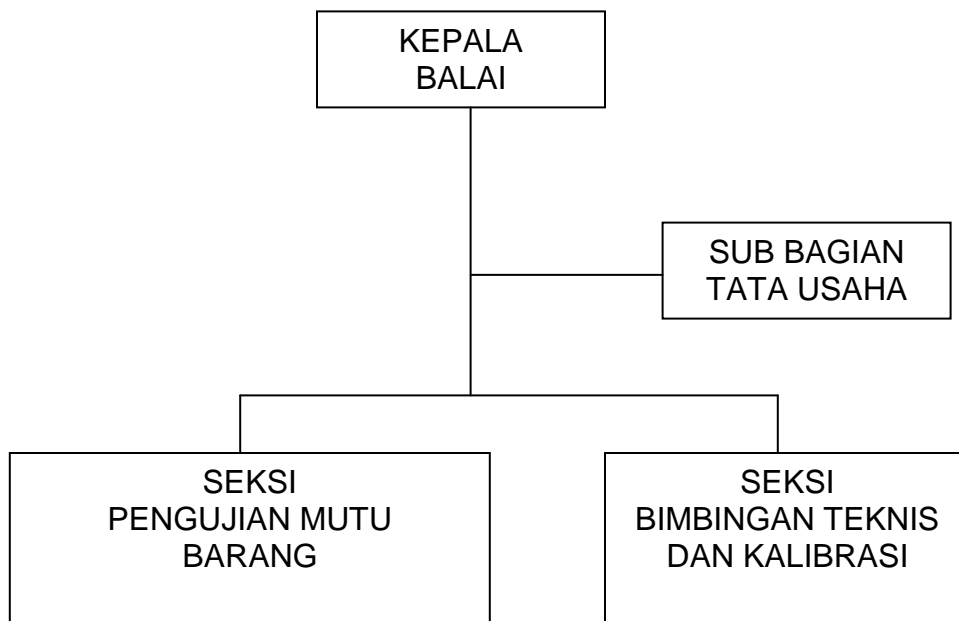 KEPALA
BALAI
SUB BAGIAN
TATA USAHA
SEKSI
PENGUJIAN MUTU
BARANG
SEKSI
BIMBINGAN TEKNIS
DAN KALIBRASI